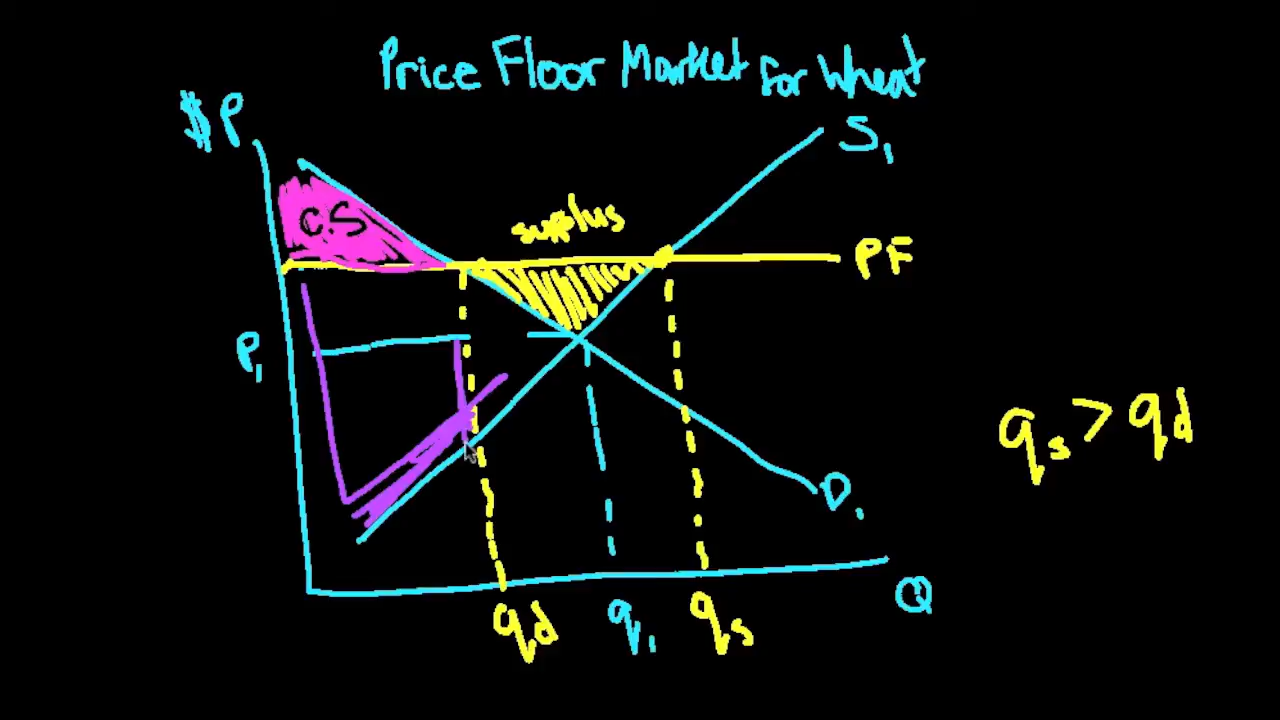 Price Floor Market for Wheat
$P
S₁
C.S
surplus
PF
P₁
qs > qd
D₁
Q
qd
q₁
qs